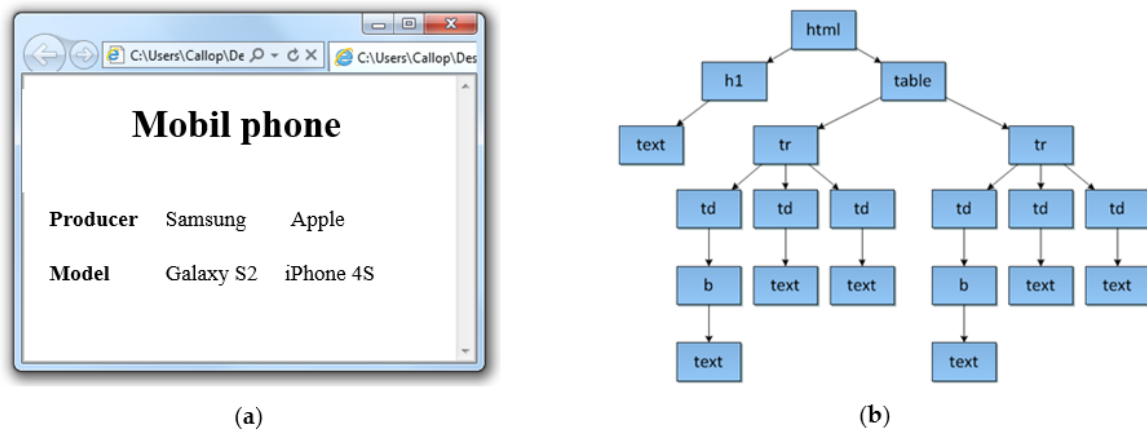 C:\Users\Callop\De
C:\Users\Callop\Des
Mobil phone
Producer Samsung Apple
Model Galaxy S2 iPhone 4S
(a)
html
h1 table
text tr tr
td td td td td td
b text text b text text
text text
(b)